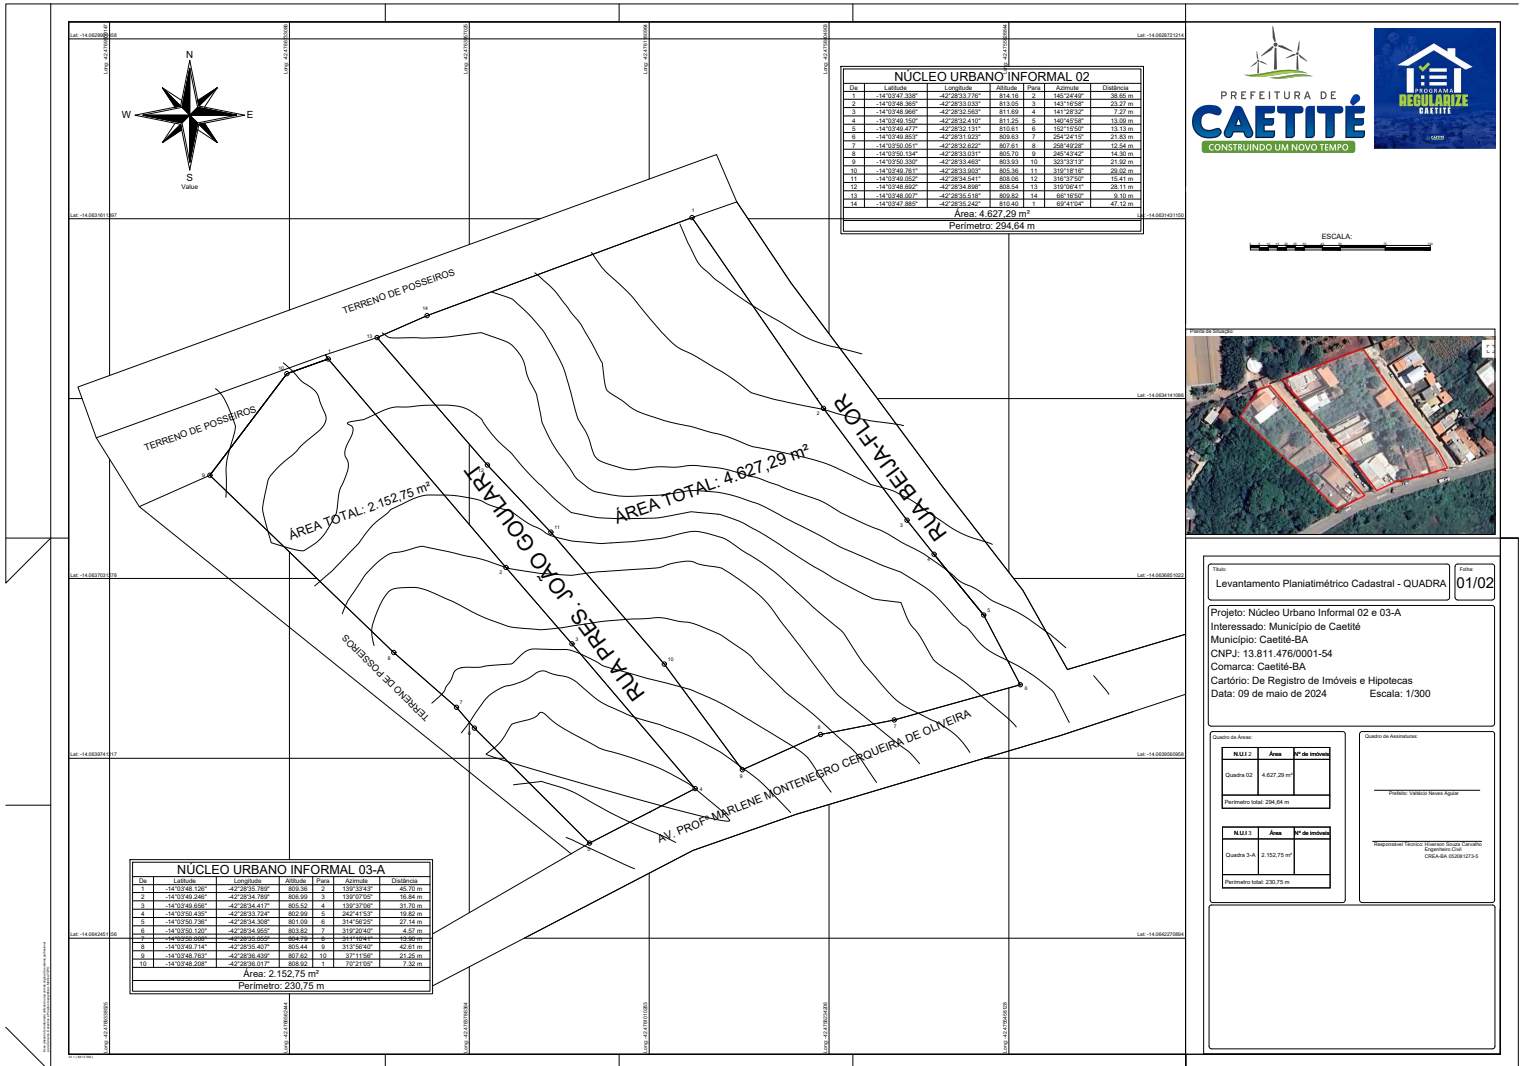 N
W
E
S
Value
NÚCLEO URBANO INFORMAL 02
De Latitude Longitude Altitude Para Azimute Distância
1 -14°03'47.338" -42°28'33.776" 814.16 2 145°24'49" 38.65 m
2 -14°03'48.365" -42°28'33.033" 813.05 3 143°16'58" 23.27 m
3 -14°03'48.966" -42°28'32.563" 811.69 4 141°28'32" 7.27 m
4 -14°03'49.150" -42°28'32.410" 811.25 5 140°45'58" 13.09 m
5 -14°03'49.477" -42°28'32.131" 810.61 6 152°15'50" 13.13 m
6 -14°03'49.853" -42°28'31.923" 809.63 7 254°24'15" 21.83 m
7 -14°03'50.051" -42°28'32.622" 807.61 8 258°49'28" 12.54 m
8 -14°03'50.134" -42°28'33.031" 805.70 9 245°43'42" 14.30 m
9 -14°03'50.330" -42°28'33.463" 803.93 10 323°33'13" 21.92 m
10 -14°03'49.761" -42°28'33.903" 805.36 11 319°18'16" 29.02 m
11 -14°03'49.052" -42°28'34.541" 808.06 12 316°37'50" 15.41 m
12 -14°03'48.692" -42°28'34.898" 808.54 13 319°06'41" 28.11 m
13 -14°03'48.007" -42°28'35.518" 809.82 14 66°16'50" 9.10 m
14 -14°03'47.885" -42°28'35.242" 810.40 1 69°41'04" 47.12 m
Área: 4.627,29 m²
Perímetro: 294,64 m
PREFEITURA DE
CAETITÉ
CONSTRUINDO UM NOVO TEMPO
PROGRAMA
REGULARIZE
CAETITÉ
ESCALA:
Planta de Situação:
TERRENO DE POSSEIROS
TERRENO DE POSSEIROS
TERRENO DE POSSEIROS
ÁREA TOTAL: 2.152,75 m²
ÁREA TOTAL: 4.627,29 m²
RUA PRES. JOÃO GOULART
RUA BEIJA-FLOR
AV. PROFª MARLENE MONTENEGRO CERQUEIRA DE OLIVEIRA
NÚCLEO URBANO INFORMAL 03-A
De Latitude Longitude Altitude Para Azimute Distância
1 -14°03'48.126" -42°28'35.789" 809.36 2 139°33'43" 45.70 m
2 -14°03'49.246" -42°28'34.789" 806.99 3 139°07'05" 16.84 m
3 -14°03'49.656" -42°28'34.417" 805.52 4 139°37'06" 31.70 m
4 -14°03'50.435" -42°28'33.724" 802.99 5 242°41'53" 19.82 m
5 -14°03'50.736" -42°28'34.308" 801.09 6 314°56'25" 27.14 m
6 -14°03'50.120" -42°28'34.955" 803.82 7 319°20'40" 4.57 m
8 -14°03'49.714" -42°28'35.407" 805.44 9 313°56'40" 42.61 m
9 -14°03'48.763" -42°28'36.439" 807.62 10 37°11'56" 21.25 m
10 -14°03'48.208" -42°28'36.017" 808.92 1 70°21'05" 7.32 m
Área: 2.152,75 m²
Perímetro: 230,75 m
Título:
Levantamento Planiatimétrico Cadastral - QUADRA
Folha:
01/02
Projeto: Núcleo Urbano Informal 02 e 03-A
Interessado: Município de Caetité
Município: Caetité-BA
CNPJ: 13.811.476/0001-54
Comarca: Caetité-BA
Cartório: De Registro de Imóveis e Hipotecas
Data: 09 de maio de 2024 Escala: 1/300
Quadro de Áreas:
N.U.I 2 Área Nº de imóveis
Quadra 02 4.627,29 m²
Perímetro total: 294,64 m
N.U.I 3 Área Nº de imóveis
Quadra 3-A 2.152,75 m²
Perímetro total: 230,75 m
Quadro de Assinaturas:
Prefeito: Valtécio Neves Aguiar
Responsável Técnico: Hiverson Souza Carvalho
Engenheiro Civil
CREA-BA 052081273-5